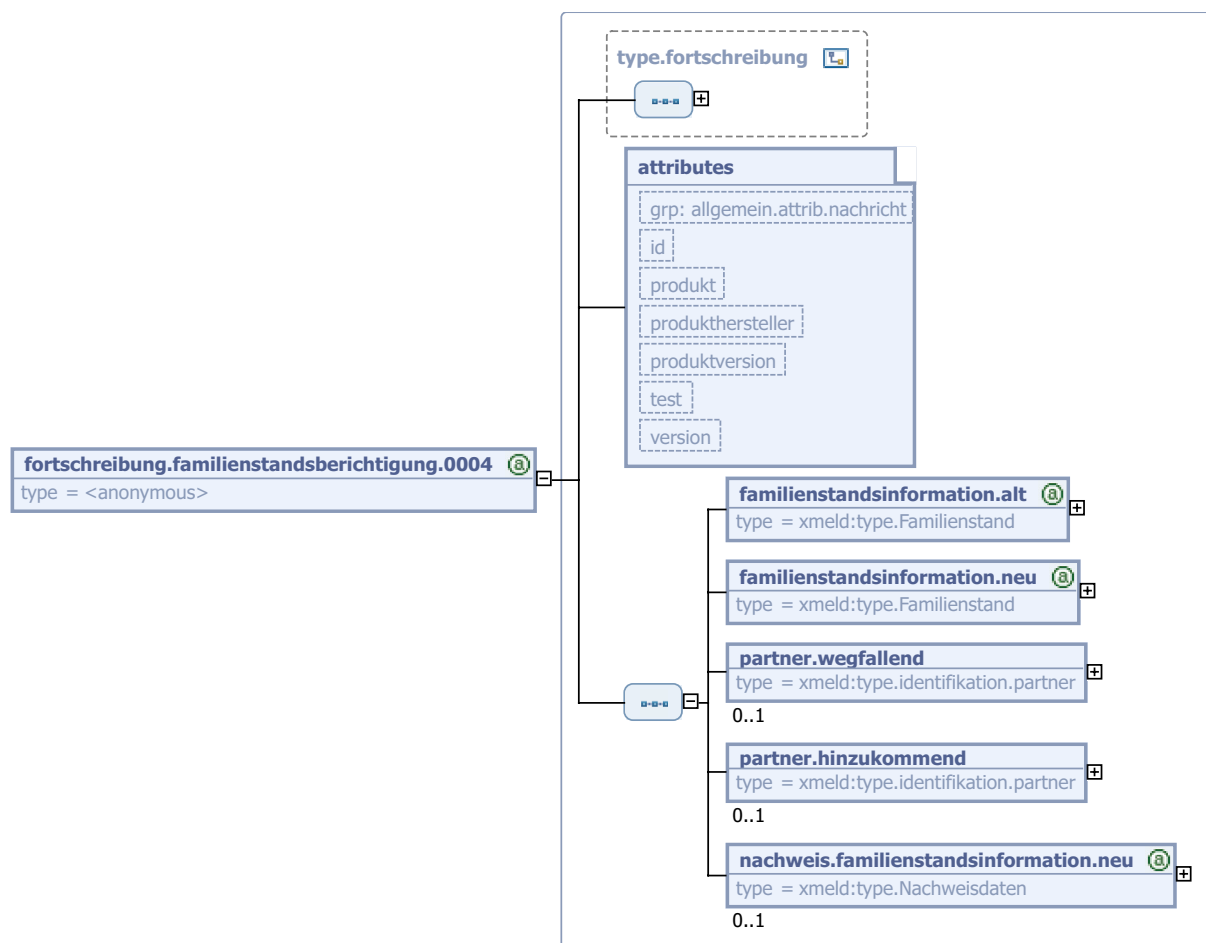 type.fortschreibung
attributes
grp: allgemein.attrib.nachricht
id
produkt
produkthersteller
produktversion
test
version
fortschreibung.familienstandsberichtigung.0004 a
type = <anonymous>
familienstandsinformation.alt a
type = xmeld:type.Familienstand
familienstandsinformation.neu a
type = xmeld:type.Familienstand
partner.wegfallend
type = xmeld:type.identifikation.partner
0..1
partner.hinzukommend
type = xmeld:type.identifikation.partner
0..1
nachweis.familienstandsinformation.neu a
type = xmeld:type.Nachweisdaten
0..1